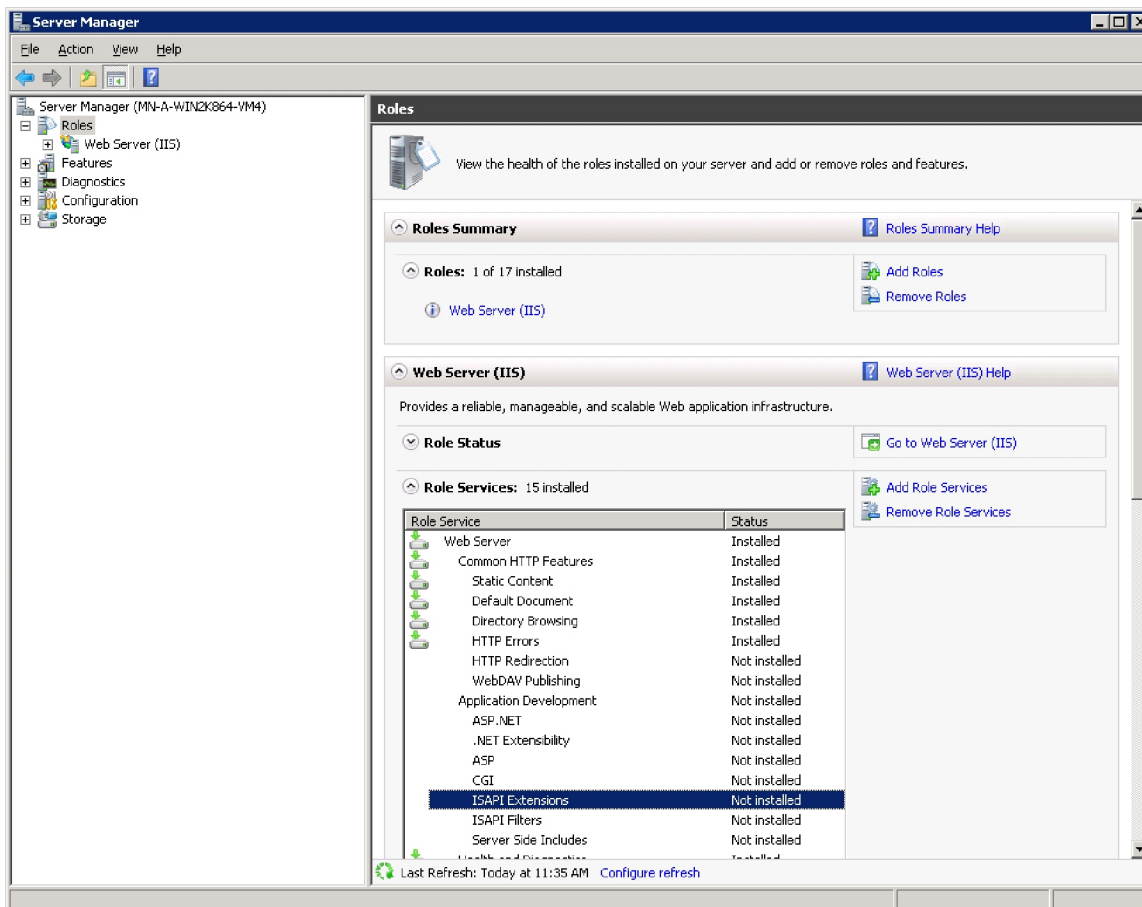 Server Manager
File Action View Help
Server Manager (MN-A-WIN2K864-VM4)
Roles
Web Server (IIS)
Features
Diagnostics
Configuration
Storage
Roles
View the health of the roles installed on your server and add or remove roles and features.
Roles Summary
Roles Summary Help
Roles: 1 of 17 installed
Add Roles
Remove Roles
Web Server (IIS)
Web Server (IIS)
Web Server (IIS) Help
Provides a reliable, manageable, and scalable Web application infrastructure.
Role Status
Go to Web Server (IIS)
Role Services: 15 installed
Add Role Services
Remove Role Services
Role Service Status
Web Server Installed
Common HTTP Features Installed
Static Content Installed
Default Document Installed
Directory Browsing Installed
HTTP Errors Installed
HTTP Redirection Not installed
WebDAV Publishing Not installed
Application Development Not installed
ASP.NET Not installed
.NET Extensibility Not installed
ASP Not installed
CGI Not installed
ISAPI Extensions Not installed
ISAPI Filters Not installed
Server Side Includes Not installed
Health and Diagnostics Installed
Last Refresh: Today at 11:35 AM Configure refresh